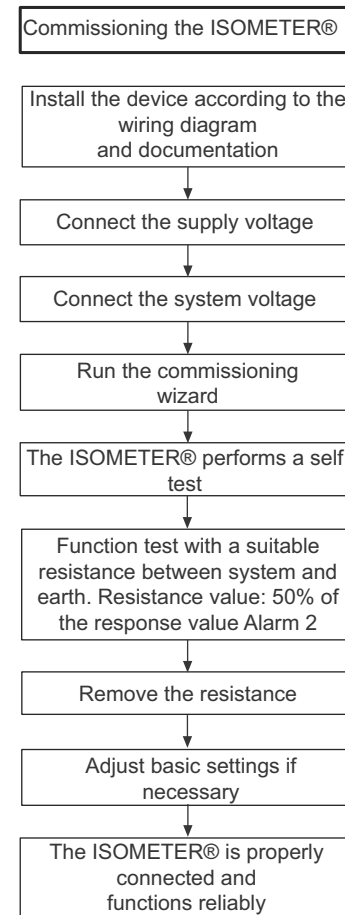 Commissioning the ISOMETER®
Install the device according to the
wiring diagram
and documentation
Connect the supply voltage
Connect the system voltage
Run the commissioning
wizard
The ISOMETER® performs a self
test
Function test with a suitable
resistance between system and
earth. Resistance value: 50% of
the response value Alarm 2
Remove the resistance
Adjust basic settings if
necessary
The ISOMETER® is properly
connected and
functions reliably